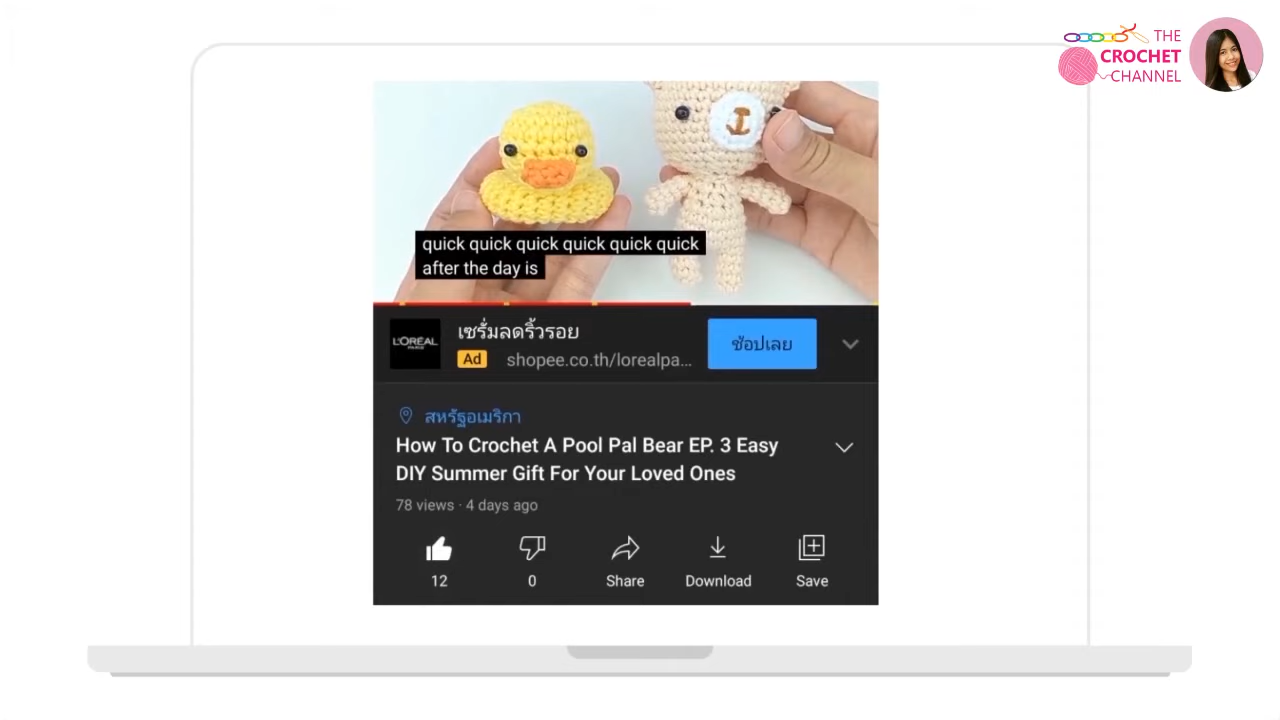 THE
CROCHET
CHANNEL
quick quick quick quick quick quick
after the day is
L'ORÉAL
PARIS
เซรั่มลดริ้วรอย
Ad shopee.co.th/lorealpa...
ช้อปเลย
สหรัฐอเมริกา
How To Crochet A Pool Pal Bear EP. 3 Easy
DIY Summer Gift For Your Loved Ones
78 views · 4 days ago
12 0 Share Download Save